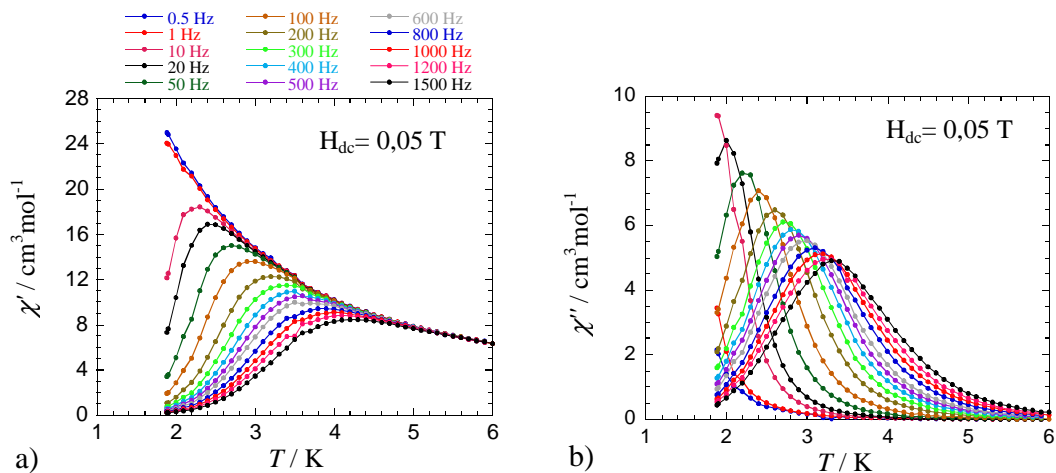 0.5 Hz 100 Hz 600 Hz
1 Hz 200 Hz 800 Hz
10 Hz 300 Hz 1000 Hz
20 Hz 400 Hz 1200 Hz
50 Hz 500 Hz 1500 Hz
28
24
20
16
12
8
4
0
χ' / cm³mol⁻¹
H_dc= 0,05 T
1 2 3 4 5 6
T / K
a)
10
8
6
4
2
0
χ'' / cm³mol⁻¹
H_dc= 0,05 T
1 2 3 4 5 6
T / K
b)